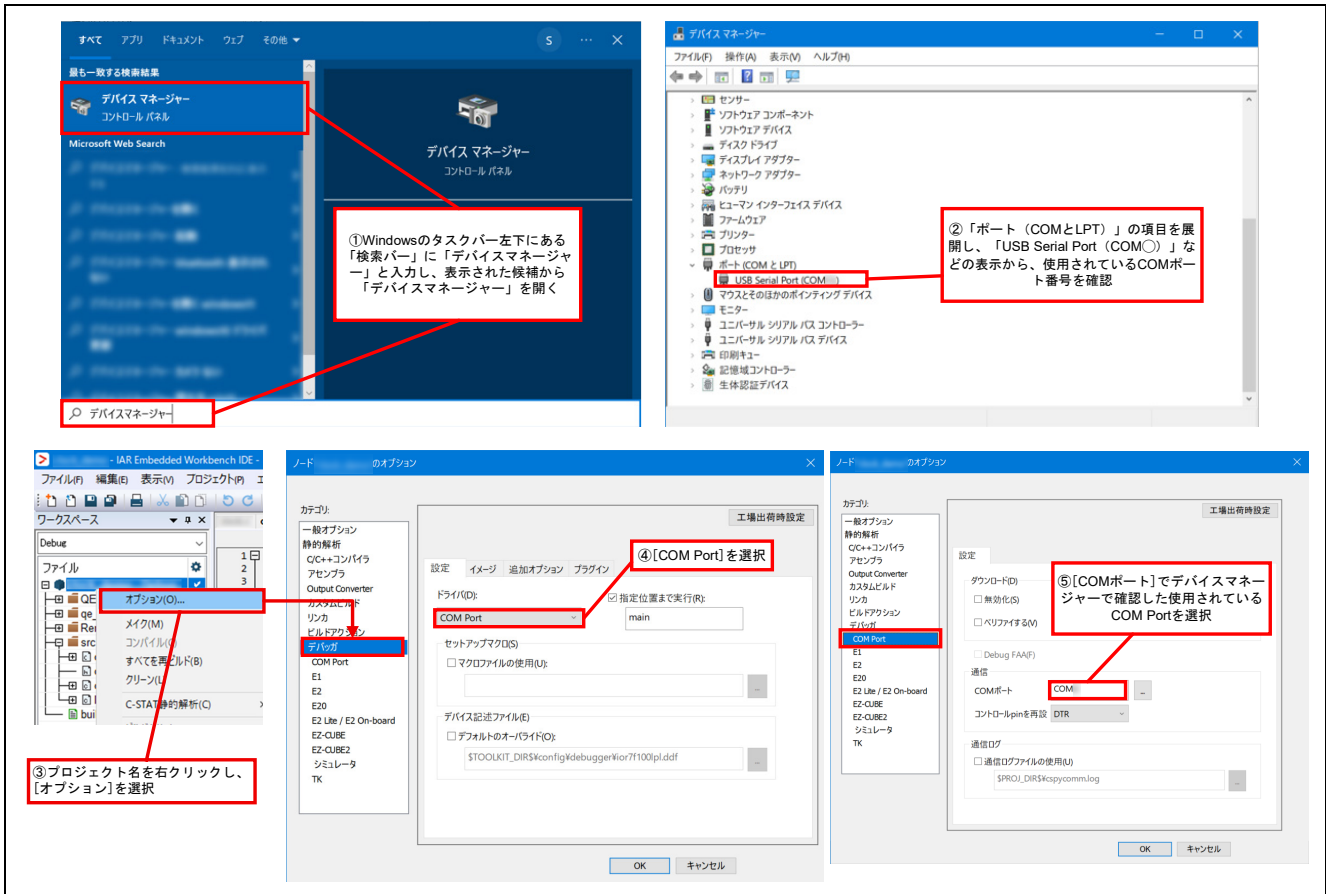 すべて アプリ ドキュメント ウェブ その他 ▼ S … ×
最も一致する検索結果
デバイス マネージャー
コントロール パネル
Microsoft Web Search
デバイス マネージャー
コントロール パネル
①Windowsのタスクバー左下にある
「検索バー」に「デバイスマネージャ
ー」と入力し、表示された候補から
「デバイスマネージャー」を開く
デバイスマネ-ジャー
デバイス マネージャー
ファイル(F) 操作(A) 表示(V) ヘルプ(H)
センサー
ソフトウェア コンポーネント
ソフトウェア デバイス
ディスク ドライブ
ディスプレイ アダプター
ネットワーク アダプター
バッテリ
ヒューマン インターフェイス デバイス
ファームウェア
プリンター
プロセッサ
ポート (COM と LPT)
USB Serial Port (COM )
マウスとそのほかのポインティング デバイス
モニター
ユニバーサル シリアル バス コントローラー
ユニバーサル シリアル バス デバイス
印刷キュー
記憶域コントローラー
生体認証デバイス
②「ポート（COMとLPT）」の項目を展
開し、「USB Serial Port（COM〇）」な
どの表示から、使用されているCOMポー
ト番号を確認
- IAR Embedded Workbench IDE -
ファイル(F) 編集(E) 表示(V) プロジェクト(P)
ワークスペース
Debug
ファイル
1
2
3
QE
qe_
Rer
src
bui
オプション(O)...
メイク(M)
コンパイル(O)
すべてを再ビルド(B)
クリーン(L)
C-STAT静的解析(C)
③プロジェクト名を右クリックし、
[オプション]を選択
ノード のオプション
カテゴリ:
一般オプション
静的解析
C/C++コンパイラ
アセンブラ
Output Converter
カスタムビルド
リンカ
ビルドアクション
デバッガ
COM Port
E1
E2
E20
E2 Lite / E2 On-board
EZ-CUBE
EZ-CUBE2
シミュレータ
TK
工場出荷時設定
④[COM Port]を選択
設定 イメージ 追加オプション プラグイン
ドライバ(D):
COM Port
指定位置まで実行(R):
main
セットアップマクロ(S)
マクロファイルの使用(U):
...
デバイス記述ファイル(E)
デフォルトのオーバライド(O):
$TOOLKIT_DIR$¥config¥debugger¥ior7f100lpl.ddf
...
OK キャンセル
ノード のオプション
カテゴリ:
一般オプション
静的解析
C/C++コンパイラ
アセンブラ
Output Converter
カスタムビルド
リンカ
ビルドアクション
デバッガ
COM Port
E1
E2
E20
E2 Lite / E2 On-board
EZ-CUBE
EZ-CUBE2
シミュレータ
TK
工場出荷時設定
設定
ダウンロード(D)
無効化(S)
ベリファイする(V)
Debug FAA(F)
⑤[COMポート]でデバイスマネー
ジャーで確認した使用されている
COM Portを選択
通信
COMポート COM ...
コントロールpinを再設 DTR
通信ログ
通信ログファイルの使用(U)
$PROJ_DIR$¥cspycomm.log
...
OK キャンセル